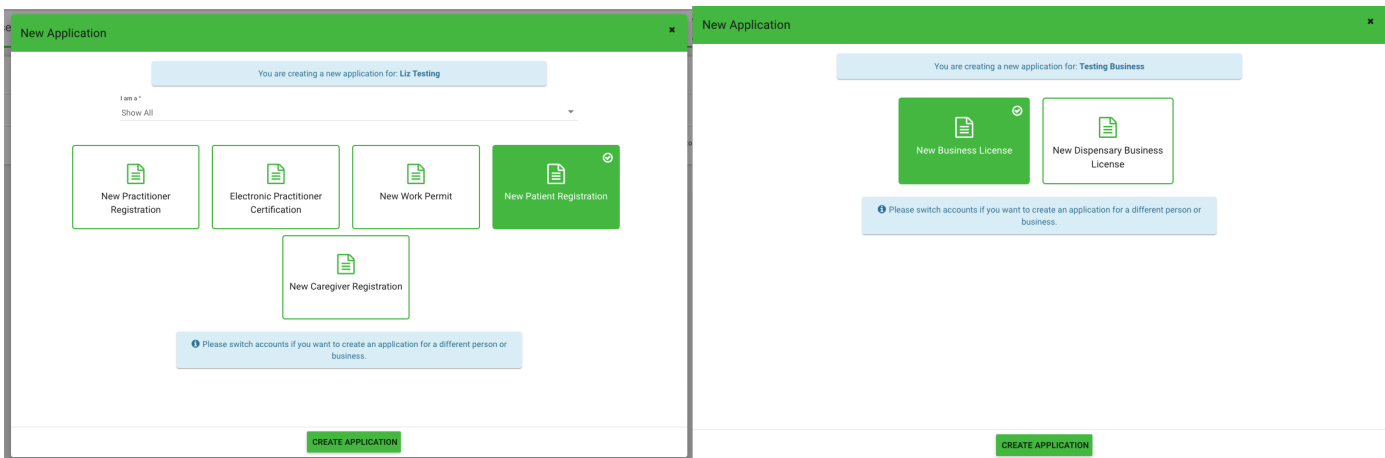 New Application
You are creating a new application for: Liz Testing
I am a *
Show All
New Practitioner
Registration
Electronic Practitioner
Certification
New Work Permit
New Patient Registration
New Caregiver Registration
Please switch accounts if you want to create an application for a different person or
business.
CREATE APPLICATION
New Application
You are creating a new application for: Testing Business
New Business License
New Dispensary Business
License
Please switch accounts if you want to create an application for a different person or
business.
CREATE APPLICATION